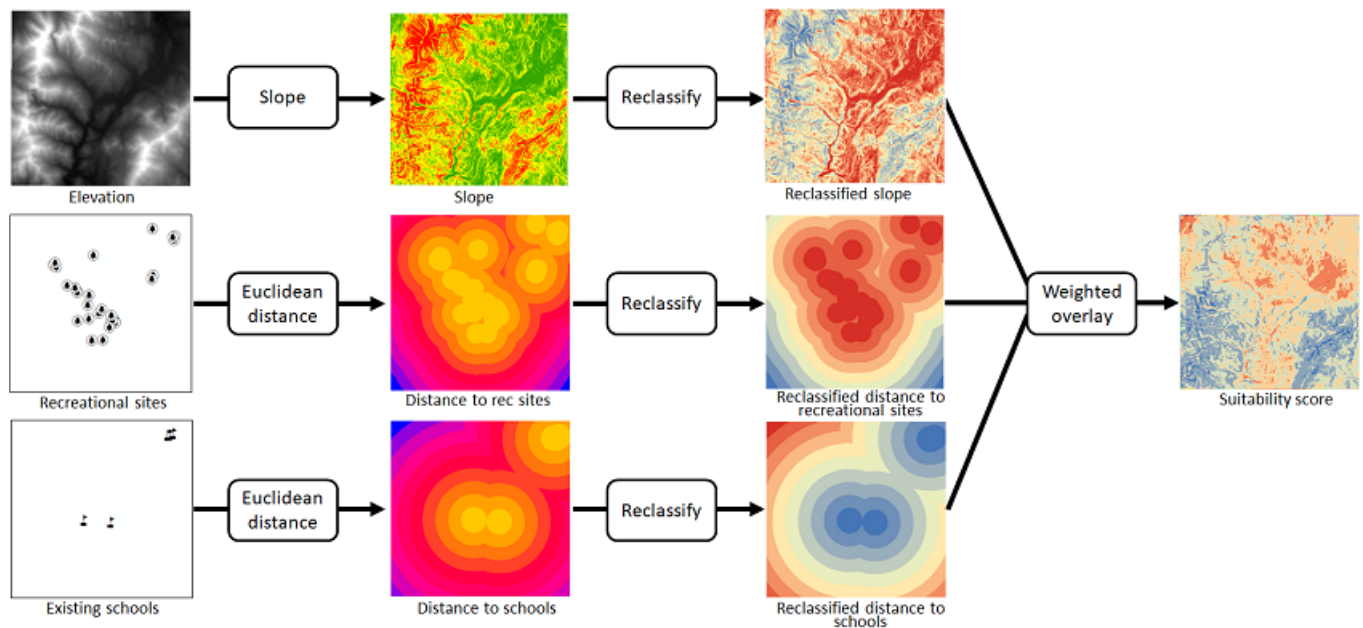 Slope
Reclassify
Elevation
Slope
Reclassified slope
Euclidean
distance
Reclassify
Weighted
overlay
Recreational sites
Distance to rec sites
Reclassified distance to
recreational sites
Suitability score
Euclidean
distance
Reclassify
Existing schools
Distance to schools
Reclassified distance to
schools